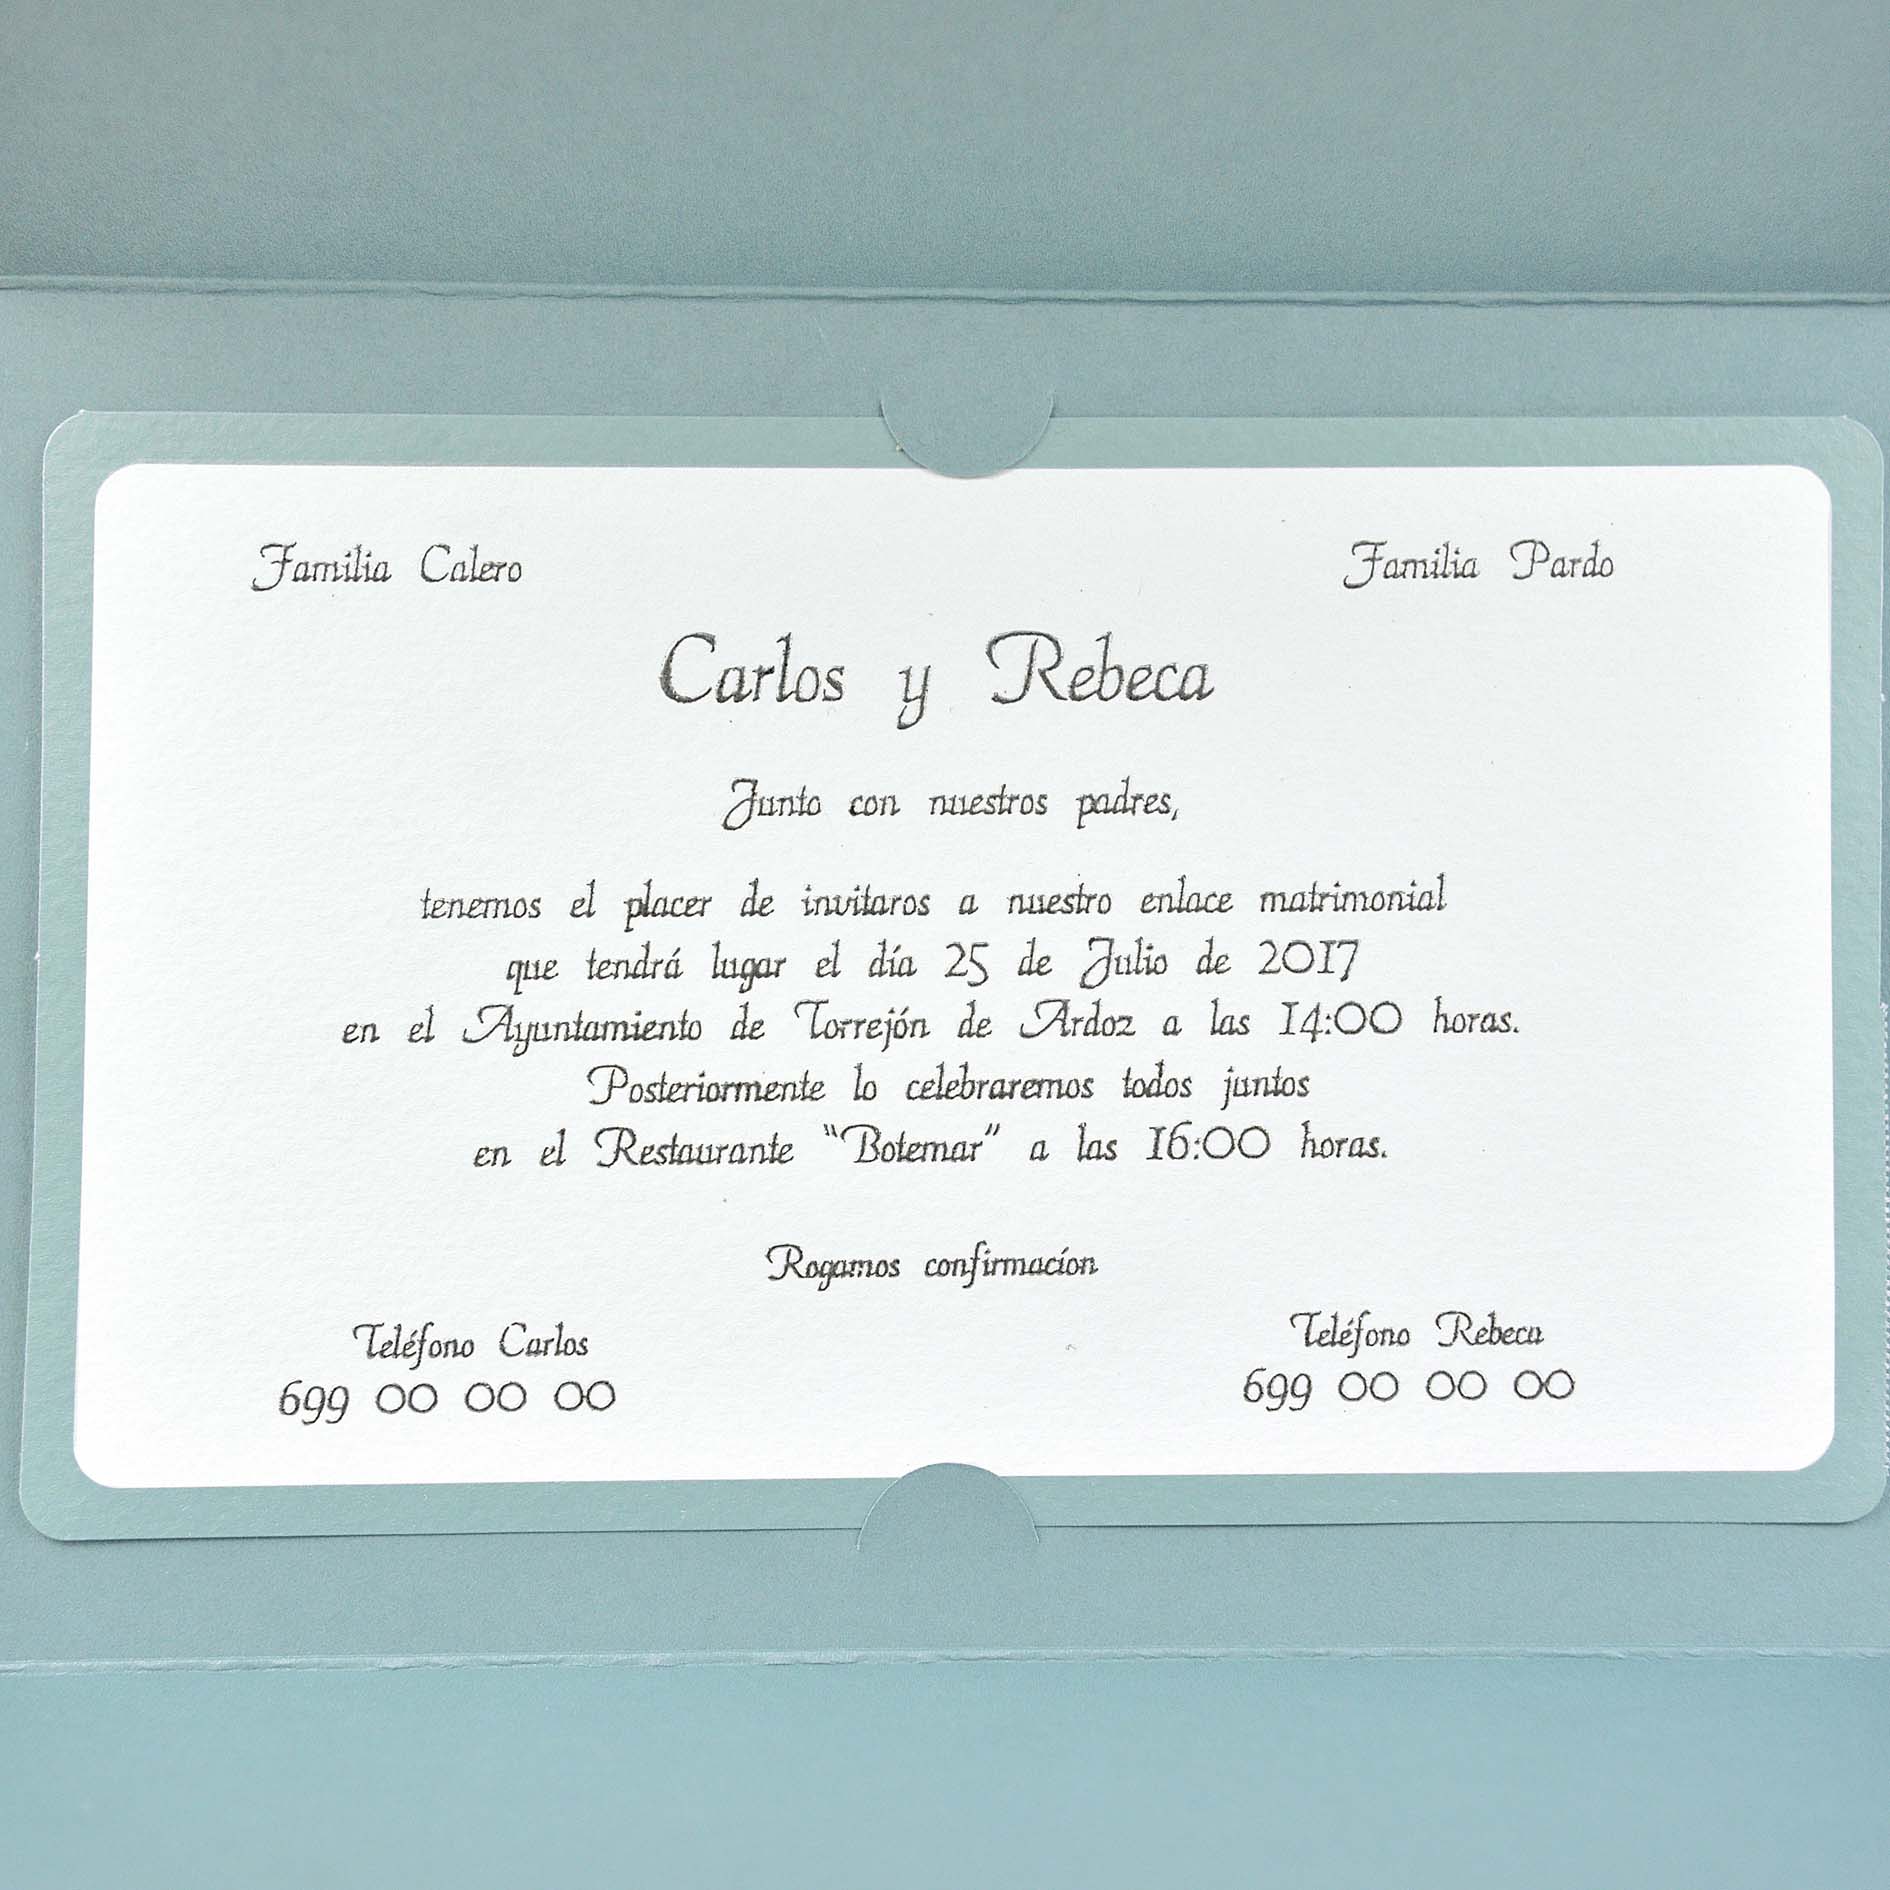 Familia Calero
Familia Pardo
Carlos y Rebeca
Junto con nuestros padres,
tenemos el placer de invitaros a nuestro enlace matrimonial
que tendrá lugar el día 25 de Julio de 2017
en el Ayuntamiento de Torrejón de Ardoz a las 14:00 horas.
Posteriormente lo celebraremos todos juntos
en el Restaurante "Botemar" a las 16:00 horas.
Rogamos confirmacíon
Teléfono Carlos
699 00 00 00
Teléfono Rebeca
699 00 00 00